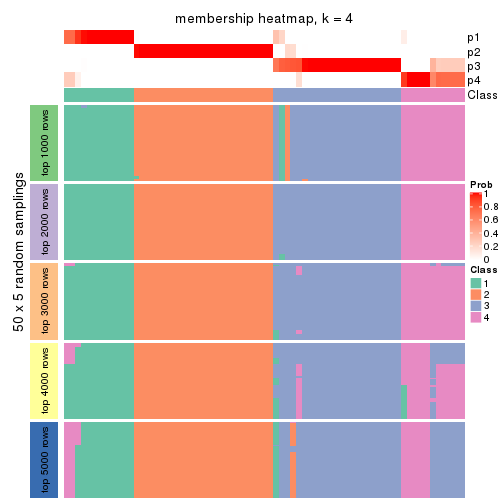 membership heatmap, k = 4
p1
p2
p3
p4
Class
50 x 5 random samplings
top 1000 rows
top 2000 rows
top 3000 rows
top 4000 rows
top 5000 rows
Prob
1
0.8
0.6
0.4
0.2
0
Class
1
2
3
4